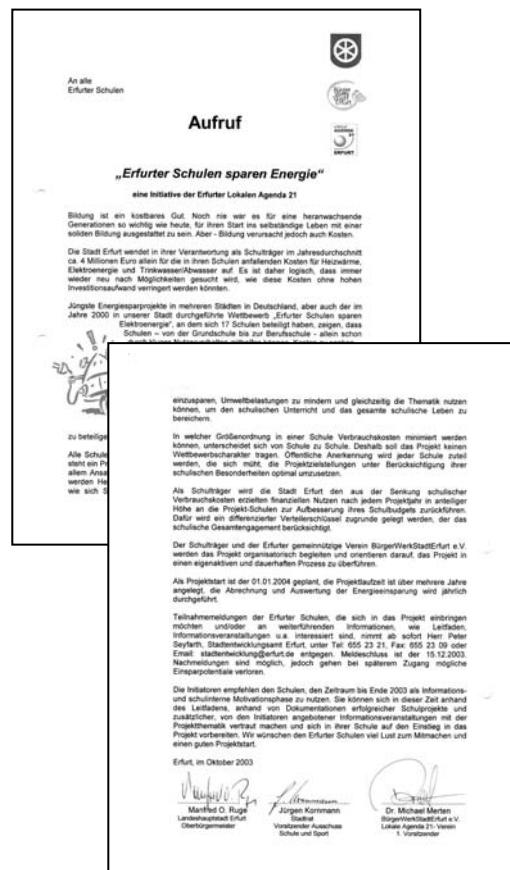 An alle
Erfurter Schulen
AGENDA
21
ERFURT
Aufruf
„Erfurter Schulen sparen Energie“
eine Initiative der Erfurter Lokalen Agenda 21
Bildung ist ein kostbares Gut. Noch nie war es für eine heranwachsende
Generationen so wichtig wie heute, für ihren Start ins selbständige Leben mit einer
soliden Bildung ausgestattet zu sein. Aber - Bildung verursacht jedoch auch Kosten.
Die Stadt Erfurt wendet in ihrer Verantwortung als Schulträger im Jahresdurchschnitt
ca. 4 Millionen Euro allein für die in ihren Schulen anfallenden Kosten für Heizwärme,
Elektroenergie und Trinkwasser/Abwasser auf. Es ist daher logisch, dass immer
wieder neu nach Möglichkeiten gesucht wird, wie diese Kosten ohne hohen
Investitionsaufwand verringert werden könnten.
Jüngste Energiesparprojekte in mehreren Städten in Deutschland, aber auch der im
Jahre 2000 in unserer Stadt durchgeführte Wettbewerb „Erfurter Schulen sparen
Elektroenergie“, an dem sich 17 Schulen beteiligt haben, zeigen, dass
Schulen – von der Grundschule bis zur Berufsschule - allein schon
zu beteilige
Alle Schule
steht ein Pr
allem Ansa
werden He
wie sich S
einzusparen, Umweltbelastungen zu mindern und gleichzeitig die Thematik nutzen
können, um den schulischen Unterricht und das gesamte schulische Leben zu
bereichern.
In welcher Größenordnung in einer Schule Verbrauchskosten minimiert werden
können, unterscheidet sich von Schule zu Schule. Deshalb soll das Projekt keinen
Wettbewerbscharakter tragen. Öffentliche Anerkennung wird jeder Schule zuteil
werden, die sich müht, die Projektzielstellungen unter Berücksichtigung ihrer
schulischen Besonderheiten optimal umzusetzen.
Als Schulträger wird die Stadt Erfurt den aus der Senkung schulischer
Verbrauchskosten erzielten finanziellen Nutzen nach jedem Projektjahr in anteiliger
Höhe an die Projekt-Schulen zur Aufbesserung ihres Schulbudgets zurückführen.
Dafür wird ein differenzierter Verteilerschlüssel zugrunde gelegt werden, der das
schulische Gesamtengagement berücksichtigt.
Der Schulträger und der Erfurter gemeinnützige Verein BürgerWerkStadtErfurt e.V.
werden das Projekt organisatorisch begleiten und orientieren darauf, das Projekt in
einen eigenaktiven und dauerhaften Prozess zu überführen.
Als Projektstart ist der 01.01.2004 geplant, die Projektlaufzeit ist über mehrere Jahre
angelegt, die Abrechnung und Auswertung der Energieeinsparung wird jährlich
durchgeführt.
Teilnahmemeldungen der Erfurter Schulen, die sich in das Projekt einbringen
möchten und/oder an weiterführenden Informationen, wie Leitfaden,
Informationsveranstaltungen u.a. interessiert sind, nimmt ab sofort Herr Peter
Seyfarth, Stadtentwicklungsamt Erfurt, unter Tel: 655 23 21, Fax: 655 23 09 oder
Email: stadtentwicklung@erfurt.de entgegen. Meldeschluss ist der 15.12.2003.
Nachmeldungen sind möglich, jedoch gehen bei späterem Zugang mögliche
Einsparpotentiale verloren.
Die Initiatoren empfehlen den Schulen, den Zeitraum bis Ende 2003 als Informations-
und schulinterne Motivationsphase zu nutzen. Sie können sich in dieser Zeit anhand
des Leitfadens, anhand von Dokumentationen erfolgreicher Schulprojekte und
zusätzlicher, von den Initiatoren angebotener Informationsveranstaltungen mit der
Projektthematik vertraut machen und sich in ihrer Schule auf den Einstieg in das
Projekt vorbereiten. Wir wünschen den Erfurter Schulen viel Lust zum Mitmachen und
einen guten Projektstart.
Erfurt, im Oktober 2003
Manfred O. Ruge
Landeshauptstadt Erfurt
Oberbürgermeister
Jürgen Kornmann
Stadtrat
Vorsitzender Ausschuss
Schule und Sport
Dr. Michael Merten
BürgerWerkStadtErfurt e.V.
Lokale Agenda 21- Verein
1. Vorsitzender